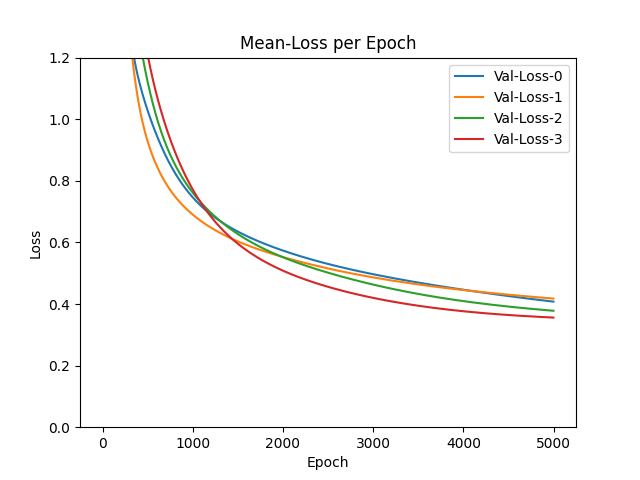 Mean-Loss per Epoch
1.2
1.0
0.8
0.6
0.4
0.2
0.0
Loss
Val-Loss-0
Val-Loss-1
Val-Loss-2
Val-Loss-3
0 1000 2000 3000 4000 5000
Epoch